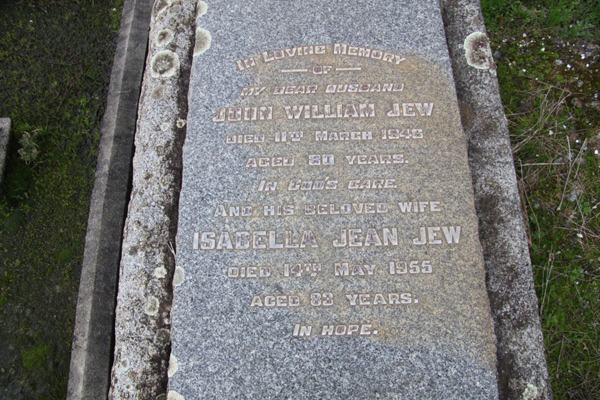 In Loving Memory
OF
MY DEAR HUSBAND
JOHN WILLIAM JEW
DIED 11TH MARCH 1948
AGED 80 YEARS.
IN GOD'S CARE
AND HIS BELOVED WIFE
ISABELLA JEAN JEW
DIED 14TH MAY 1955
AGED 83 YEARS.
IN HOPE.